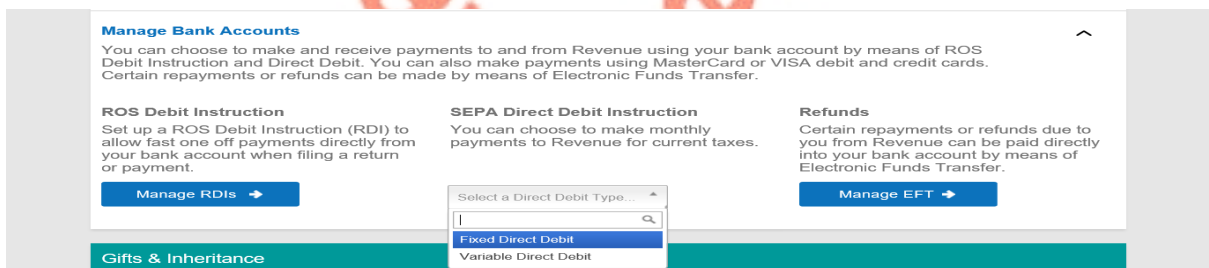 Manage Bank Accounts
You can choose to make and receive payments to and from Revenue using your bank account by means of ROS
Debit Instruction and Direct Debit. You can also make payments using MasterCard or VISA debit and credit cards.
Certain repayments or refunds can be made by means of Electronic Funds Transfer.
ROS Debit Instruction
Set up a ROS Debit Instruction (RDI) to
allow fast one off payments directly from
your bank account when filing a return
or payment.
Manage RDIs
SEPA Direct Debit Instruction
You can choose to make monthly
payments to Revenue for current taxes.
Select a Direct Debit Type...
Fixed Direct Debit
Variable Direct Debit
Refunds
Certain repayments or refunds due to
you from Revenue can be paid directly
into your bank account by means of
Electronic Funds Transfer.
Manage EFT
Gifts & Inheritance